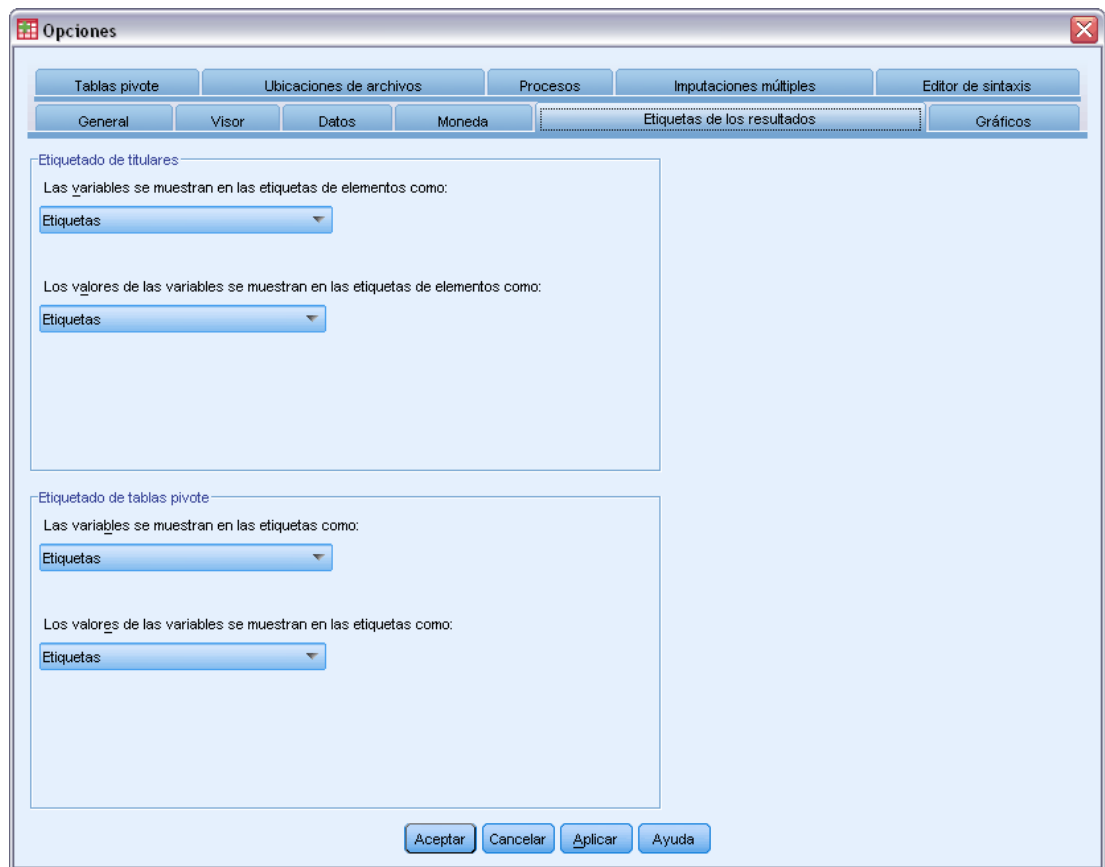 Opciones
Tablas pivote Ubicaciones de archivos Procesos Imputaciones múltiples Editor de sintaxis
General Visor Datos Moneda Etiquetas de los resultados Gráficos
Etiquetado de titulares
Las variables se muestran en las etiquetas de elementos como:
Etiquetas
Los valores de las variables se muestran en las etiquetas de elementos como:
Etiquetas
Etiquetado de tablas pivote
Las variables se muestran en las etiquetas como:
Etiquetas
Los valores de las variables se muestran en las etiquetas como:
Etiquetas
Aceptar Cancelar Aplicar Ayuda